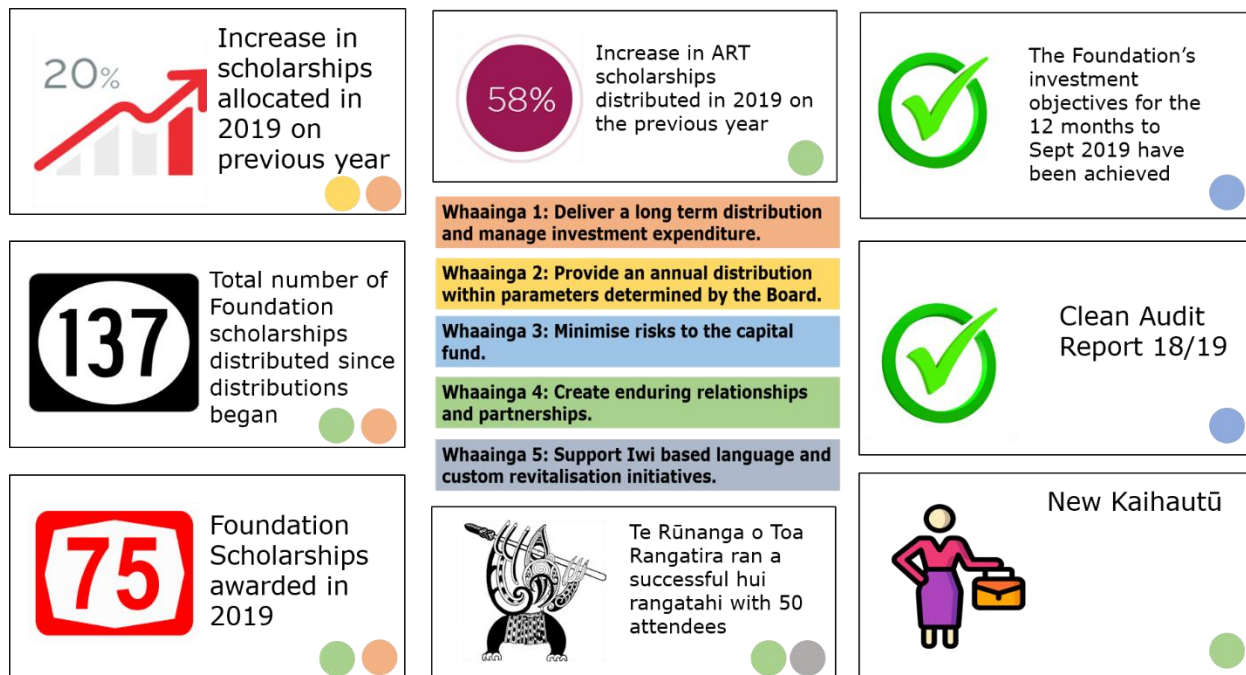 20%
Increase in
scholarships
allocated in
2019 on
previous year
58%
Increase in ART
scholarships
distributed in 2019 on
the previous year
The Foundation’s
investment
objectives for the
12 months to
Sept 2019 have
been achieved
137
Total number of
Foundation
scholarships
distributed since
distributions
began
Whaainga 1: Deliver a long term distribution
and manage investment expenditure.
Whaainga 2: Provide an annual distribution
within parameters determined by the Board.
Whaainga 3: Minimise risks to the capital
fund.
Whaainga 4: Create enduring relationships
and partnerships.
Whaainga 5: Support Iwi based language and
custom revitalisation initiatives.
Clean Audit
Report 18/19
75
Foundation
Scholarships
awarded in
2019
Te Rūnanga o Toa
Rangatira ran a
successful hui
rangatahi with 50
attendees
New Kaihautū